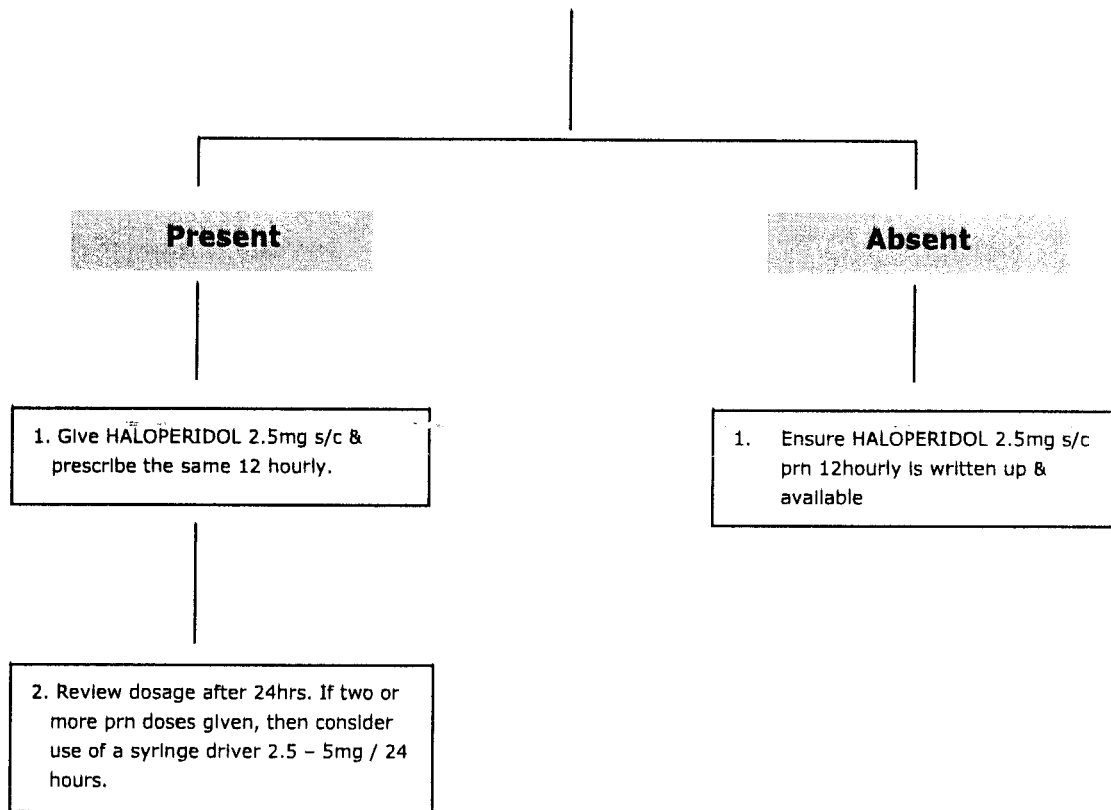 Present
Absent
1. Give HALOPERIDOL 2.5mg s/c &
prescribe the same 12 hourly.
1. Ensure HALOPERIDOL 2.5mg s/c
prn 12hourly is written up &
available
2. Review dosage after 24hrs. If two or
more prn doses given, then consider
use of a syringe driver 2.5 – 5mg / 24
hours.